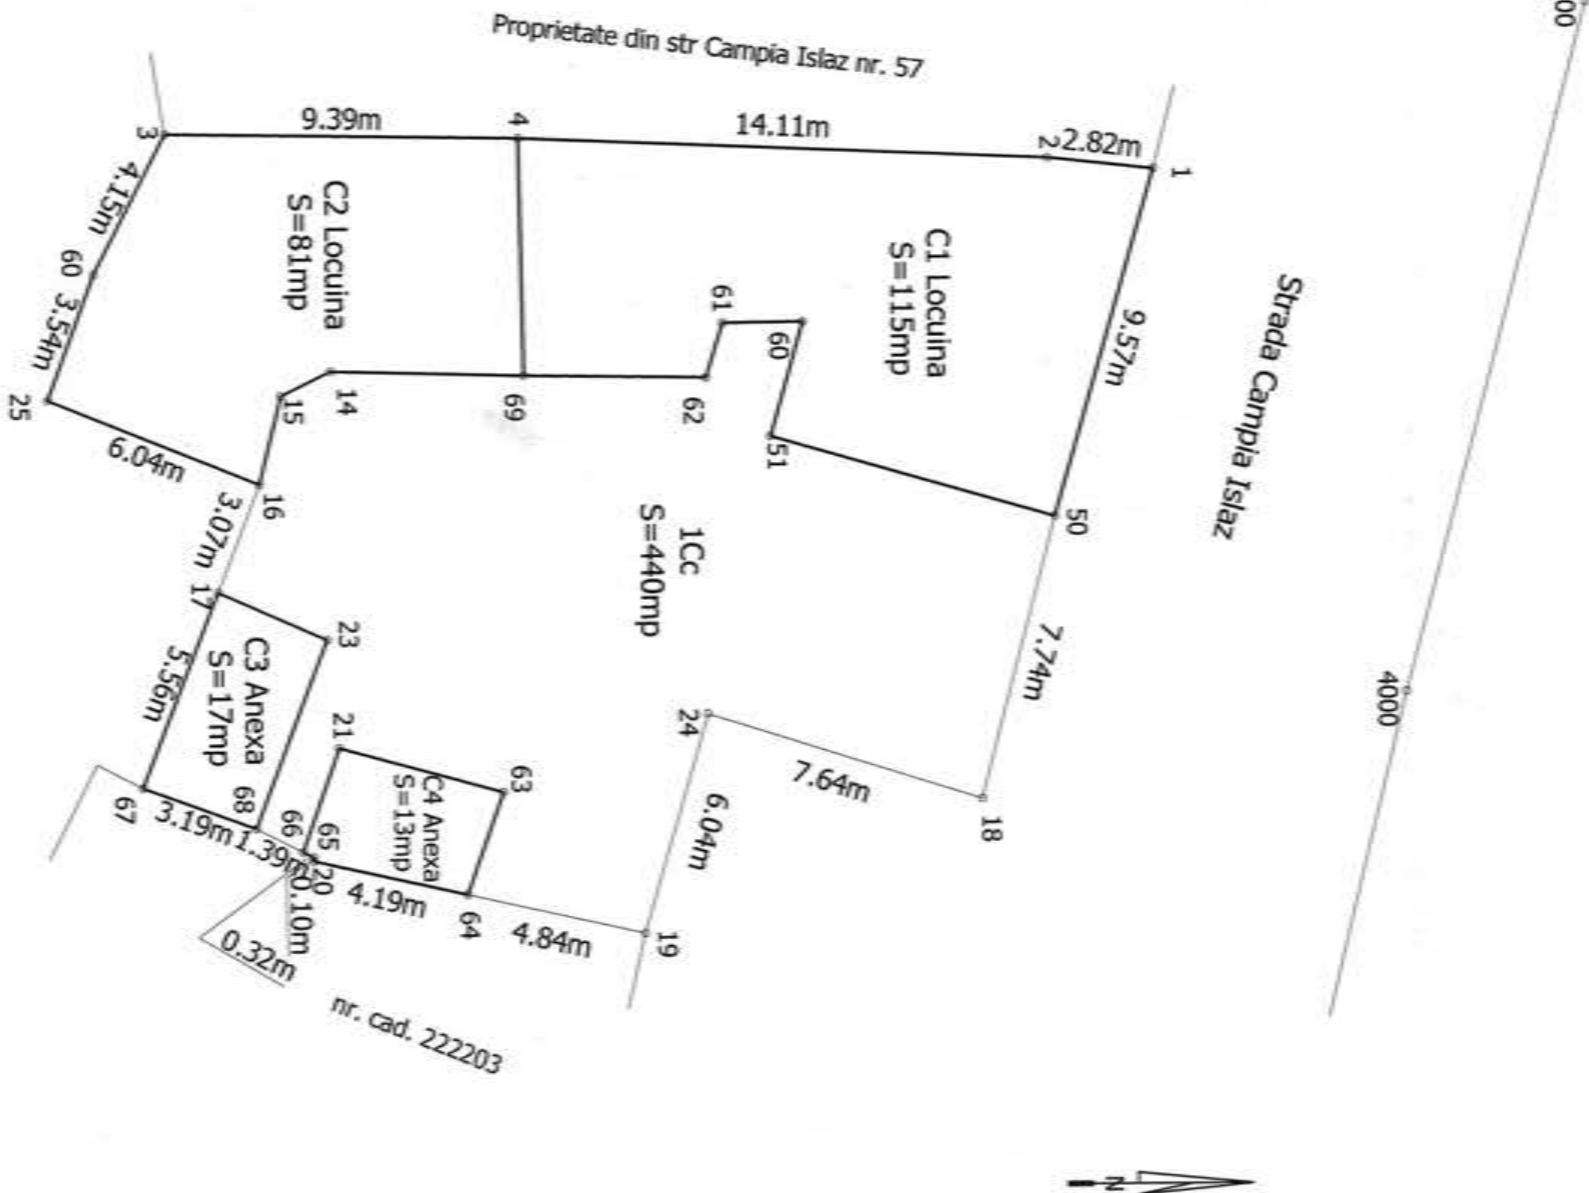 00
Proprietate din str Campia Islaz nr. 57
3
9.39m
4
14.11m
2
2.82m
1
4.15m
C2 Locuina
S=81mp
C1 Locuina
S=115mp
9.57m
Strada Campia Islaz
60
3.54m
61
60
25
15
14
69
62
51
50
6.04m
16
3.07m
1Cc
S=440mp
17
23
7.74m
5.56m
C3 Anexa
S=17mp
21
63
24
7.64m
4000
18
67
3.19m
68
1.39m
66
65
20
C4 Anexa
S=13mp
6.04m
0.10m
4.19m
64
4.84m
19
0.32m
nr. cad. 222203
N